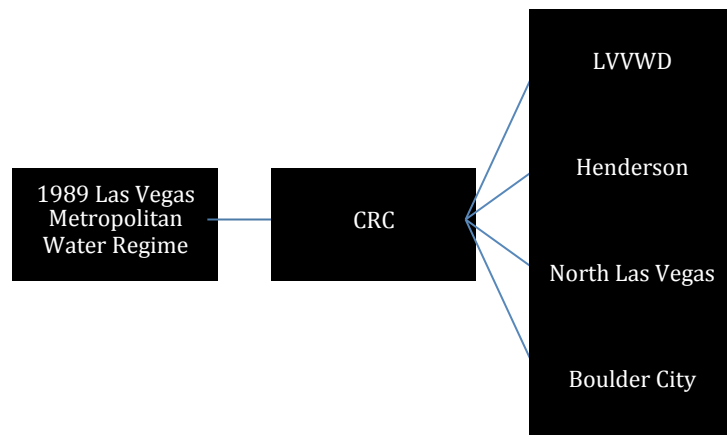 1989 Las Vegas
Metropolitan
Water Regime
CRC
LVVWD
Henderson
North Las Vegas
Boulder City